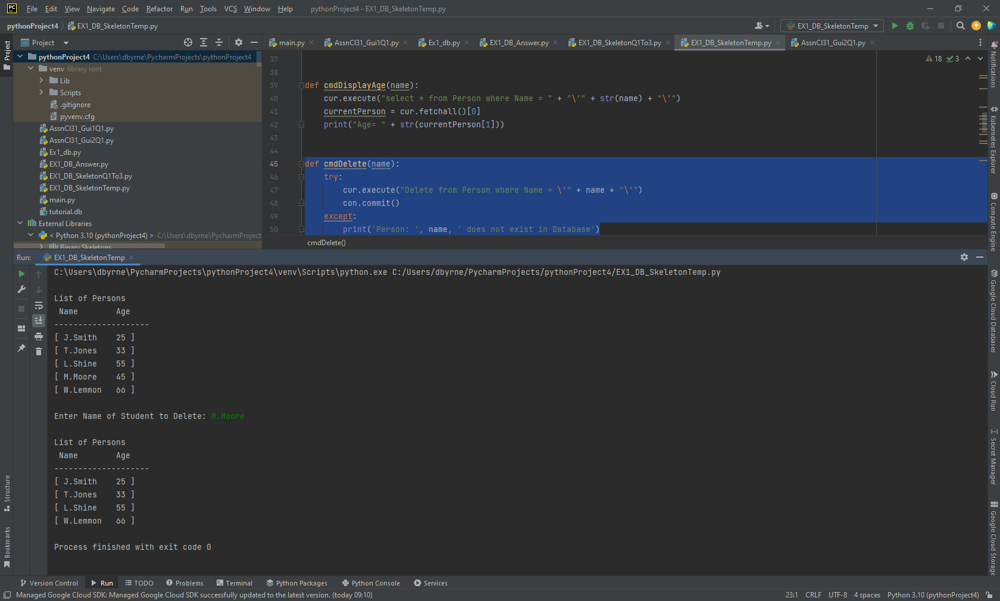 PC File Edit View Navigate Code Refactor Run Tools VCS Window Help pythonProject4 - EX1_DB_SkeletonTemp.py
pythonProject4 EX1_DB_SkeletonTemp.py EX1_DB_SkeletonTemp
Project
Project
main.py AssnCl31_Gui1Q1.py Ex1_db.py EX1_DB_Answer.py EX1_DB_SkeletonQ1To3.py EX1_DB_SkeletonTemp.py AssnCl31_Gui2Q1.py
pythonProject4 C:\Users\dbyrne\PycharmProjects\pythonProject4
venv library root
Lib
Scripts
.gitignore
pyvenv.cfg
AssnCl31_Gui1Q1.py
AssnCl31_Gui2Q1.py
Ex1_db.py
EX1_DB_Answer.py
EX1_DB_SkeletonQ1To3.py
EX1_DB_SkeletonTemp.py
main.py
tutorial.db
External Libraries
< Python 3.10 (pythonProject4) > C:\Users\dbyrne\PycharmProject
Binary Skeletons
18 3
37
38
39 def cmdDisplayAge(name):
40 cur.execute("select * from Person where Name = " + "\'" + str(name) + "\'")
41 currentPerson = cur.fetchall()[0]
42 print("Age= " + str(currentPerson[1]))
43
44
45 def cmdDelete(name):
46 try:
47 cur.execute("Delete from Person where Name = \'" + name + "\'")
48 con.commit()
49 except:
50 print('Person: ', name, ' does not exist in Database')
cmdDelete()
Run: EX1_DB_SkeletonTemp
C:\Users\dbyrne\PycharmProjects\pythonProject4\venv\Scripts\python.exe C:/Users/dbyrne/PycharmProjects/pythonProject4/EX1_DB_SkeletonTemp.py
List of Persons
Name Age
--------------------
[ J.Smith 25 ]
[ T.Jones 33 ]
[ L.Shine 55 ]
[ M.Moore 45 ]
[ W.Lemmon 66 ]
Enter Name of Student to Delete: M.Moore
List of Persons
Name Age
--------------------
[ J.Smith 25 ]
[ T.Jones 33 ]
[ L.Shine 55 ]
[ W.Lemmon 66 ]
Process finished with exit code 0
Structure
Bookmarks
Notifications
Kubernetes Explorer
Compute Engine
Google Cloud Databases
Cloud Run
Secret Manager
Google Cloud Storage
Version Control Run TODO Problems Terminal Python Packages Python Console Services
Managed Google Cloud SDK: Managed Google Cloud SDK successfully updated to the latest version. (today 09:10) 23:1 CRLF UTF-8 4 spaces Python 3.10 (pythonProject4)